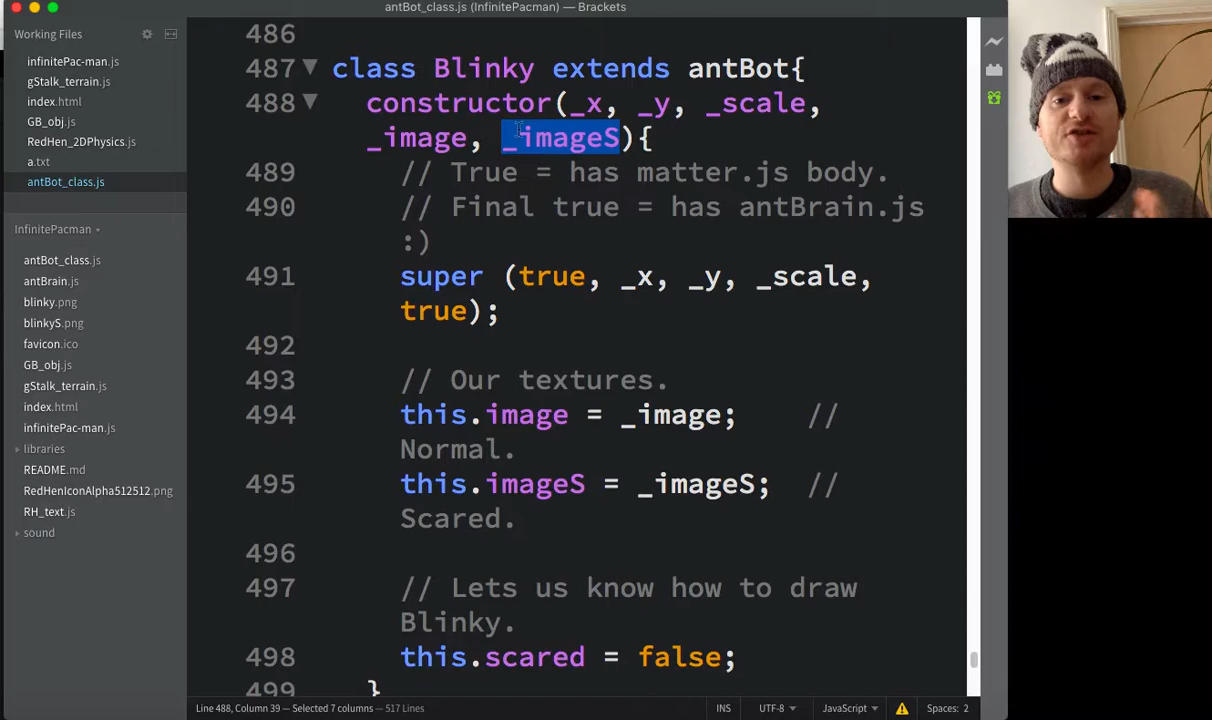 antBot_class.js (InfinitePacman) — Brackets
Working Files
infinitePac-man.js
gStalk_terrain.js
index.html
GB_obj.js
RedHen_2DPhysics.js
a.txt
antBot_class.js
InfinitePacman
antBot_class.js
antBrain.js
blinky.png
blinkyS.png
favicon.ico
GB_obj.js
gStalk_terrain.js
index.html
infinitePac-man.js
libraries
README.md
RedHenIconAlpha512512.png
RH_text.js
sound
486
487 class Blinky extends antBot{
488 constructor(_x, _y, _scale,
_image, _imageS){
489 // True = has matter.js body.
490 // Final true = has antBrain.js
:)
491 super (true, _x, _y, _scale,
true);
492
493 // Our textures.
494 this.image = _image; //
Normal.
495 this.imageS = _imageS; //
Scared.
496
497 // Lets us know how to draw
Blinky.
498 this.scared = false;
499 }
Line 488, Column 39 — Selected 7 columns — 517 Lines
INS
UTF-8
JavaScript
Spaces: 2